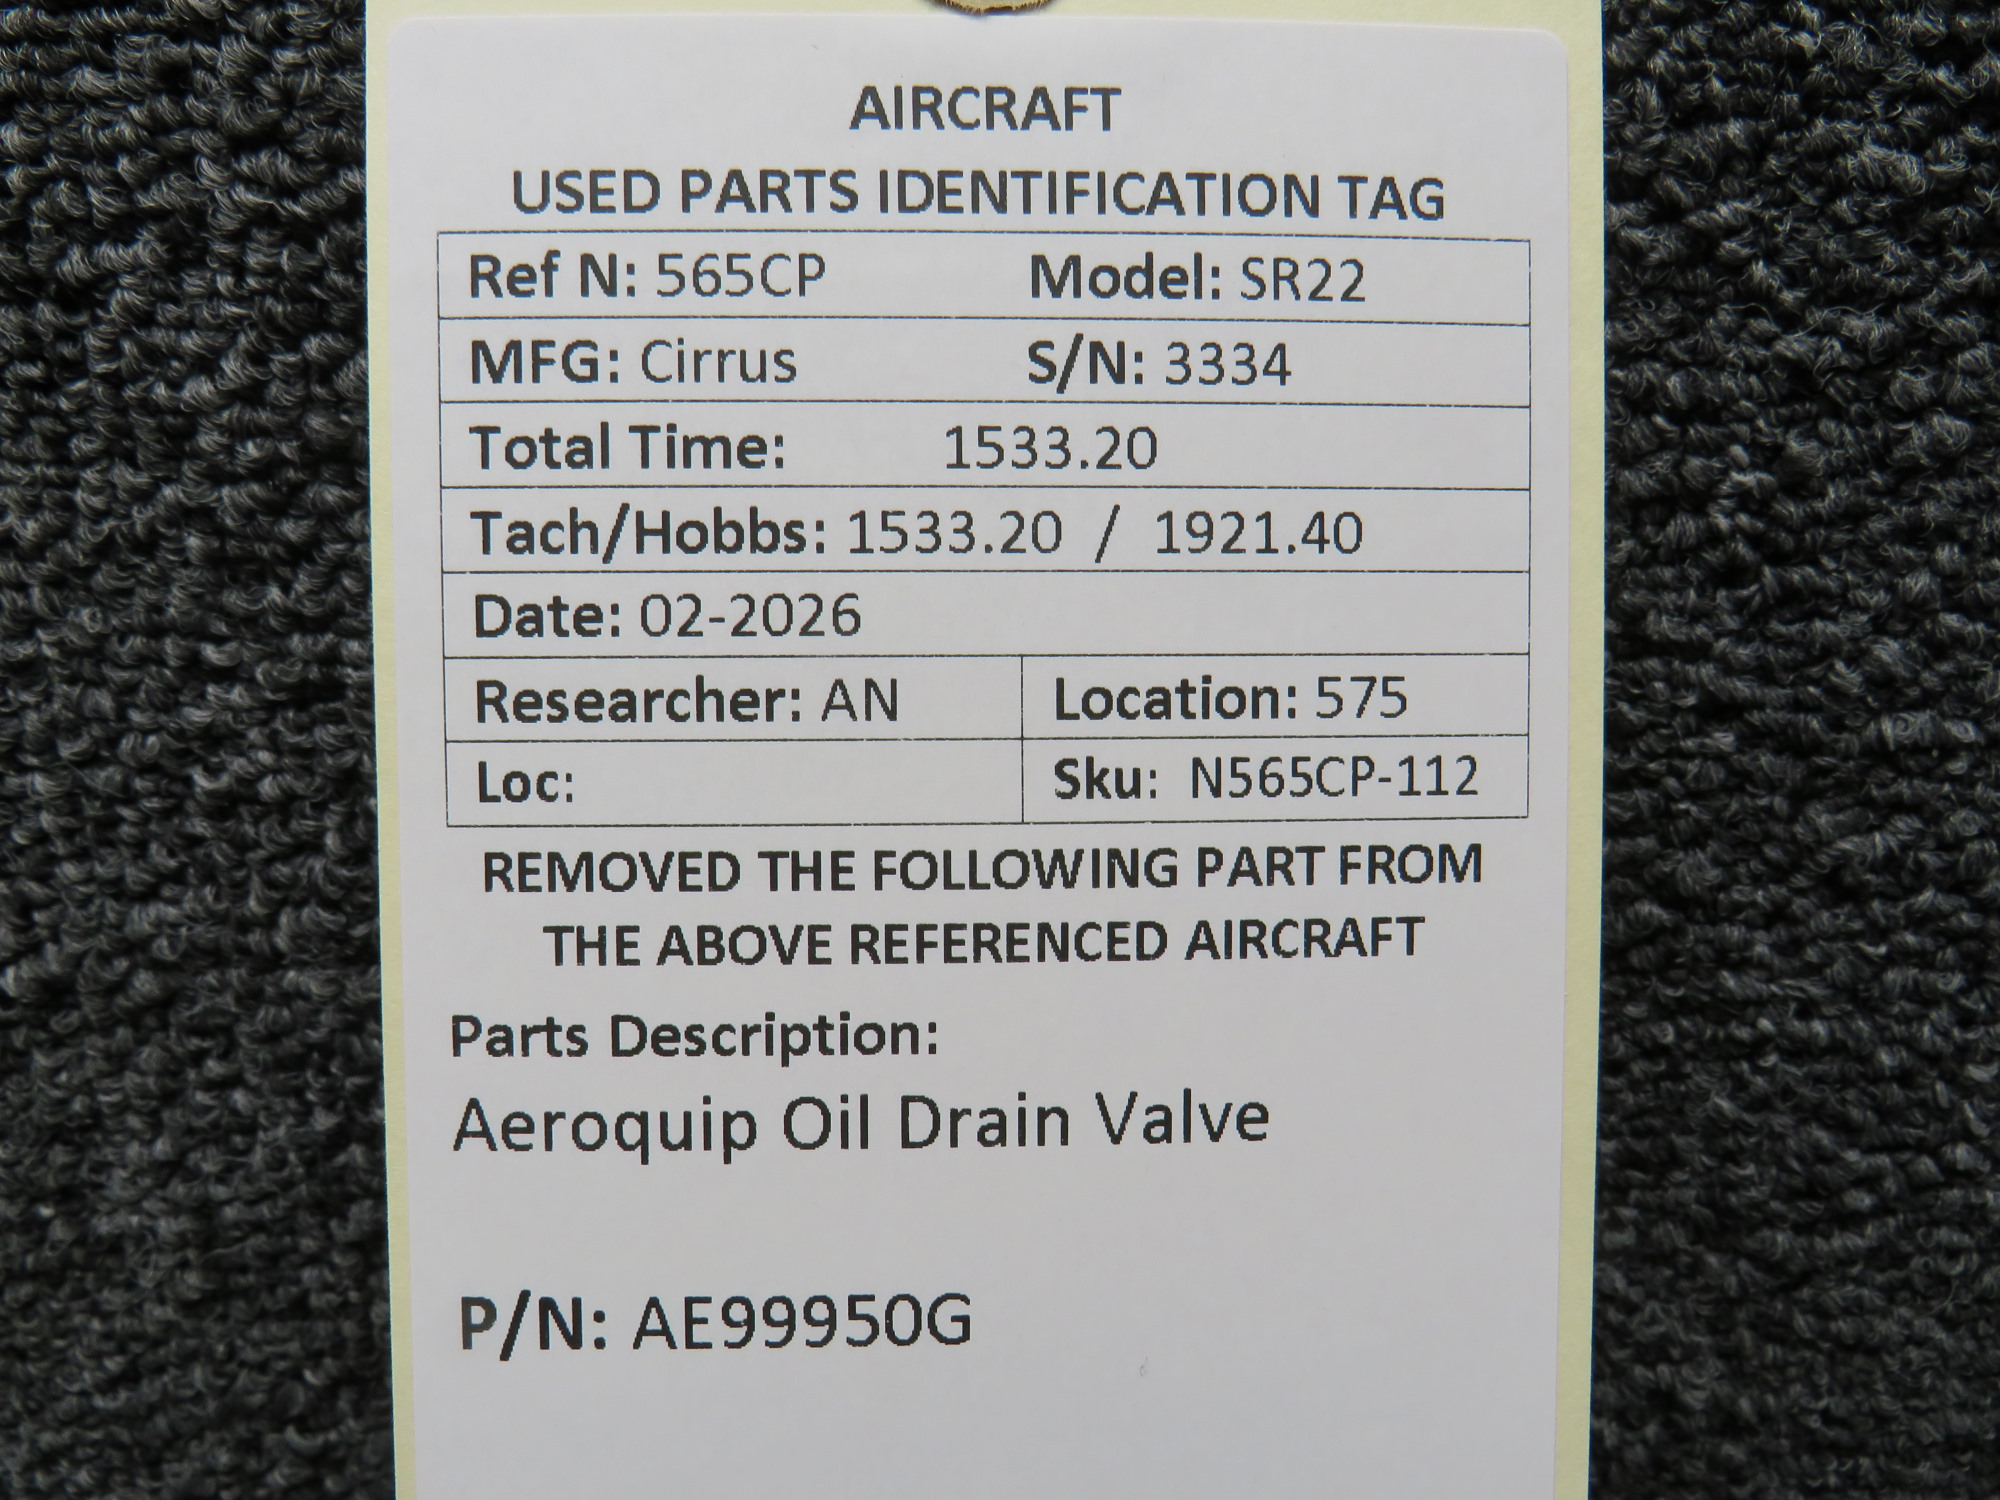 AIRCRAFT
USED PARTS IDENTIFICATION TAG
Ref N: 565CP Model: SR22
MFG: Cirrus S/N: 3334
Total Time: 1533.20
Tach/Hobbs: 1533.20 / 1921.40
Date: 02-2026
Researcher: AN Location: 575
Loc: Sku: N565CP-112
REMOVED THE FOLLOWING PART FROM
THE ABOVE REFERENCED AIRCRAFT
Parts Description:
Aeroquip Oil Drain Valve
P/N: AE99950G